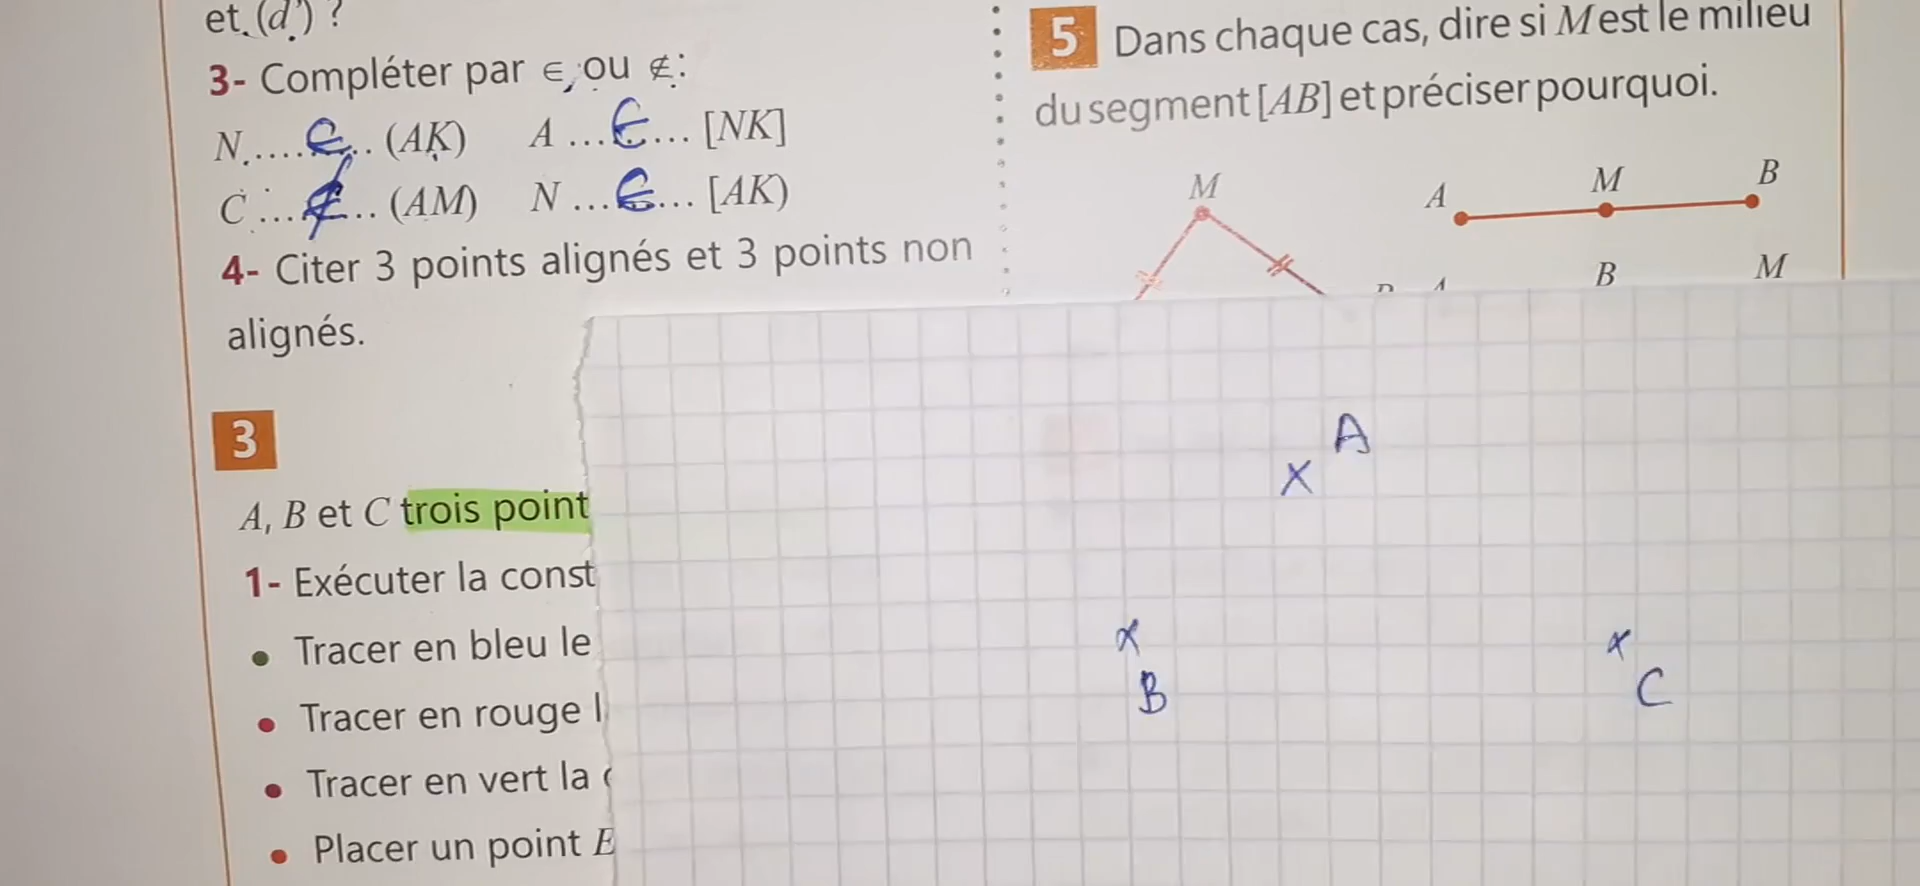 et (d') ?
3- Compléter par ∈ ou ∉:
N.....∈... (AK) A ...∈... [NK]
C ....∉... (AM) N ...∈... [AK)
4- Citer 3 points alignés et 3 points non
alignés.
3
A, B et C trois point
1- Exécuter la const
• Tracer en bleu le
• Tracer en rouge l
• Tracer en vert la
• Placer un point E
5 Dans chaque cas, dire si M est le milieu
du segment [AB] et préciser pourquoi.
M
A M B
B M
A
B
C